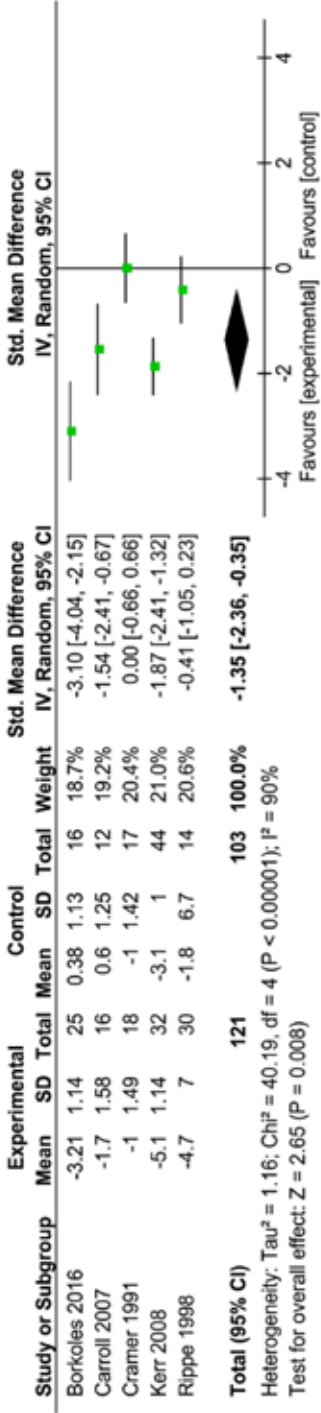 Experimental Control Std. Mean Difference Std. Mean Difference
Study or Subgroup Mean SD Total Mean SD Total Weight IV, Random, 95% CI IV, Random, 95% CI
Borkoles 2016 -3.21 1.14 25 0.38 1.13 16 18.7% -3.10 [-4.04, -2.15]
Carroll 2007 -1.7 1.58 16 0.6 1.25 12 19.2% -1.54 [-2.41, -0.67]
Cramer 1991 -1 1.49 18 -1 1.42 17 20.4% 0.00 [-0.66, 0.66]
Kerr 2008 -5.1 1.14 32 -3.1 1 44 21.0% -1.87 [-2.41, -1.32]
Rippe 1998 -4.7 7 30 -1.8 6.7 14 20.6% -0.41 [-1.05, 0.23]
Total (95% CI) 121 103 100.0% -1.35 [-2.36, -0.35]
Heterogeneity: Tau² = 1.16; Chi² = 40.19, df = 4 (P < 0.00001); I² = 90%
Test for overall effect: Z = 2.65 (P = 0.008)
-4 -2 0 2 4
Favours [experimental] Favours [control]